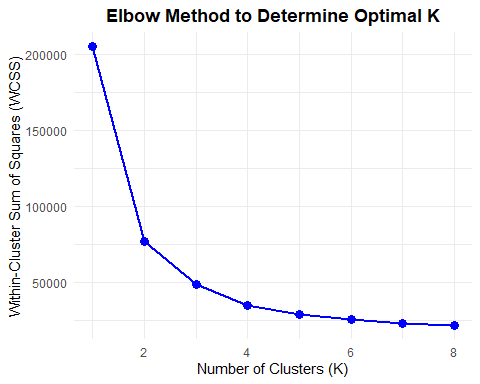 Elbow Method to Determine Optimal K
Within-Cluster Sum of Squares (WCSS)
200000
150000
100000
50000
2 4 6 8
Number of Clusters (K)